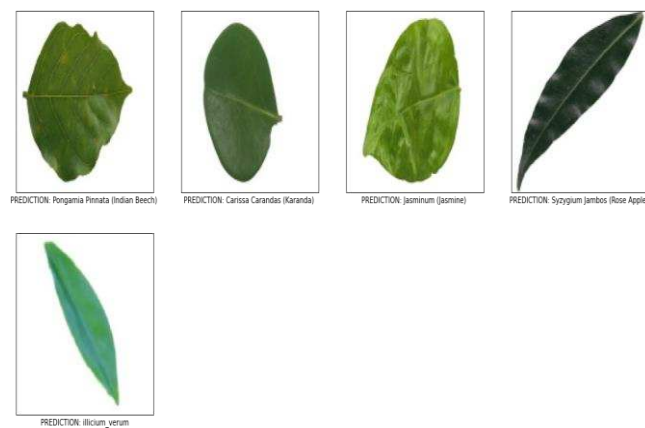 PREDICTION: Pongamia Pinnata (Indian Beech)
PREDICTION: Carissa Carandas (Karanda)
PREDICTION: Jasminum (Jasmine)
PREDICTION: Syzygium Jambos (Rose Apple
PREDICTION: illicium_verum